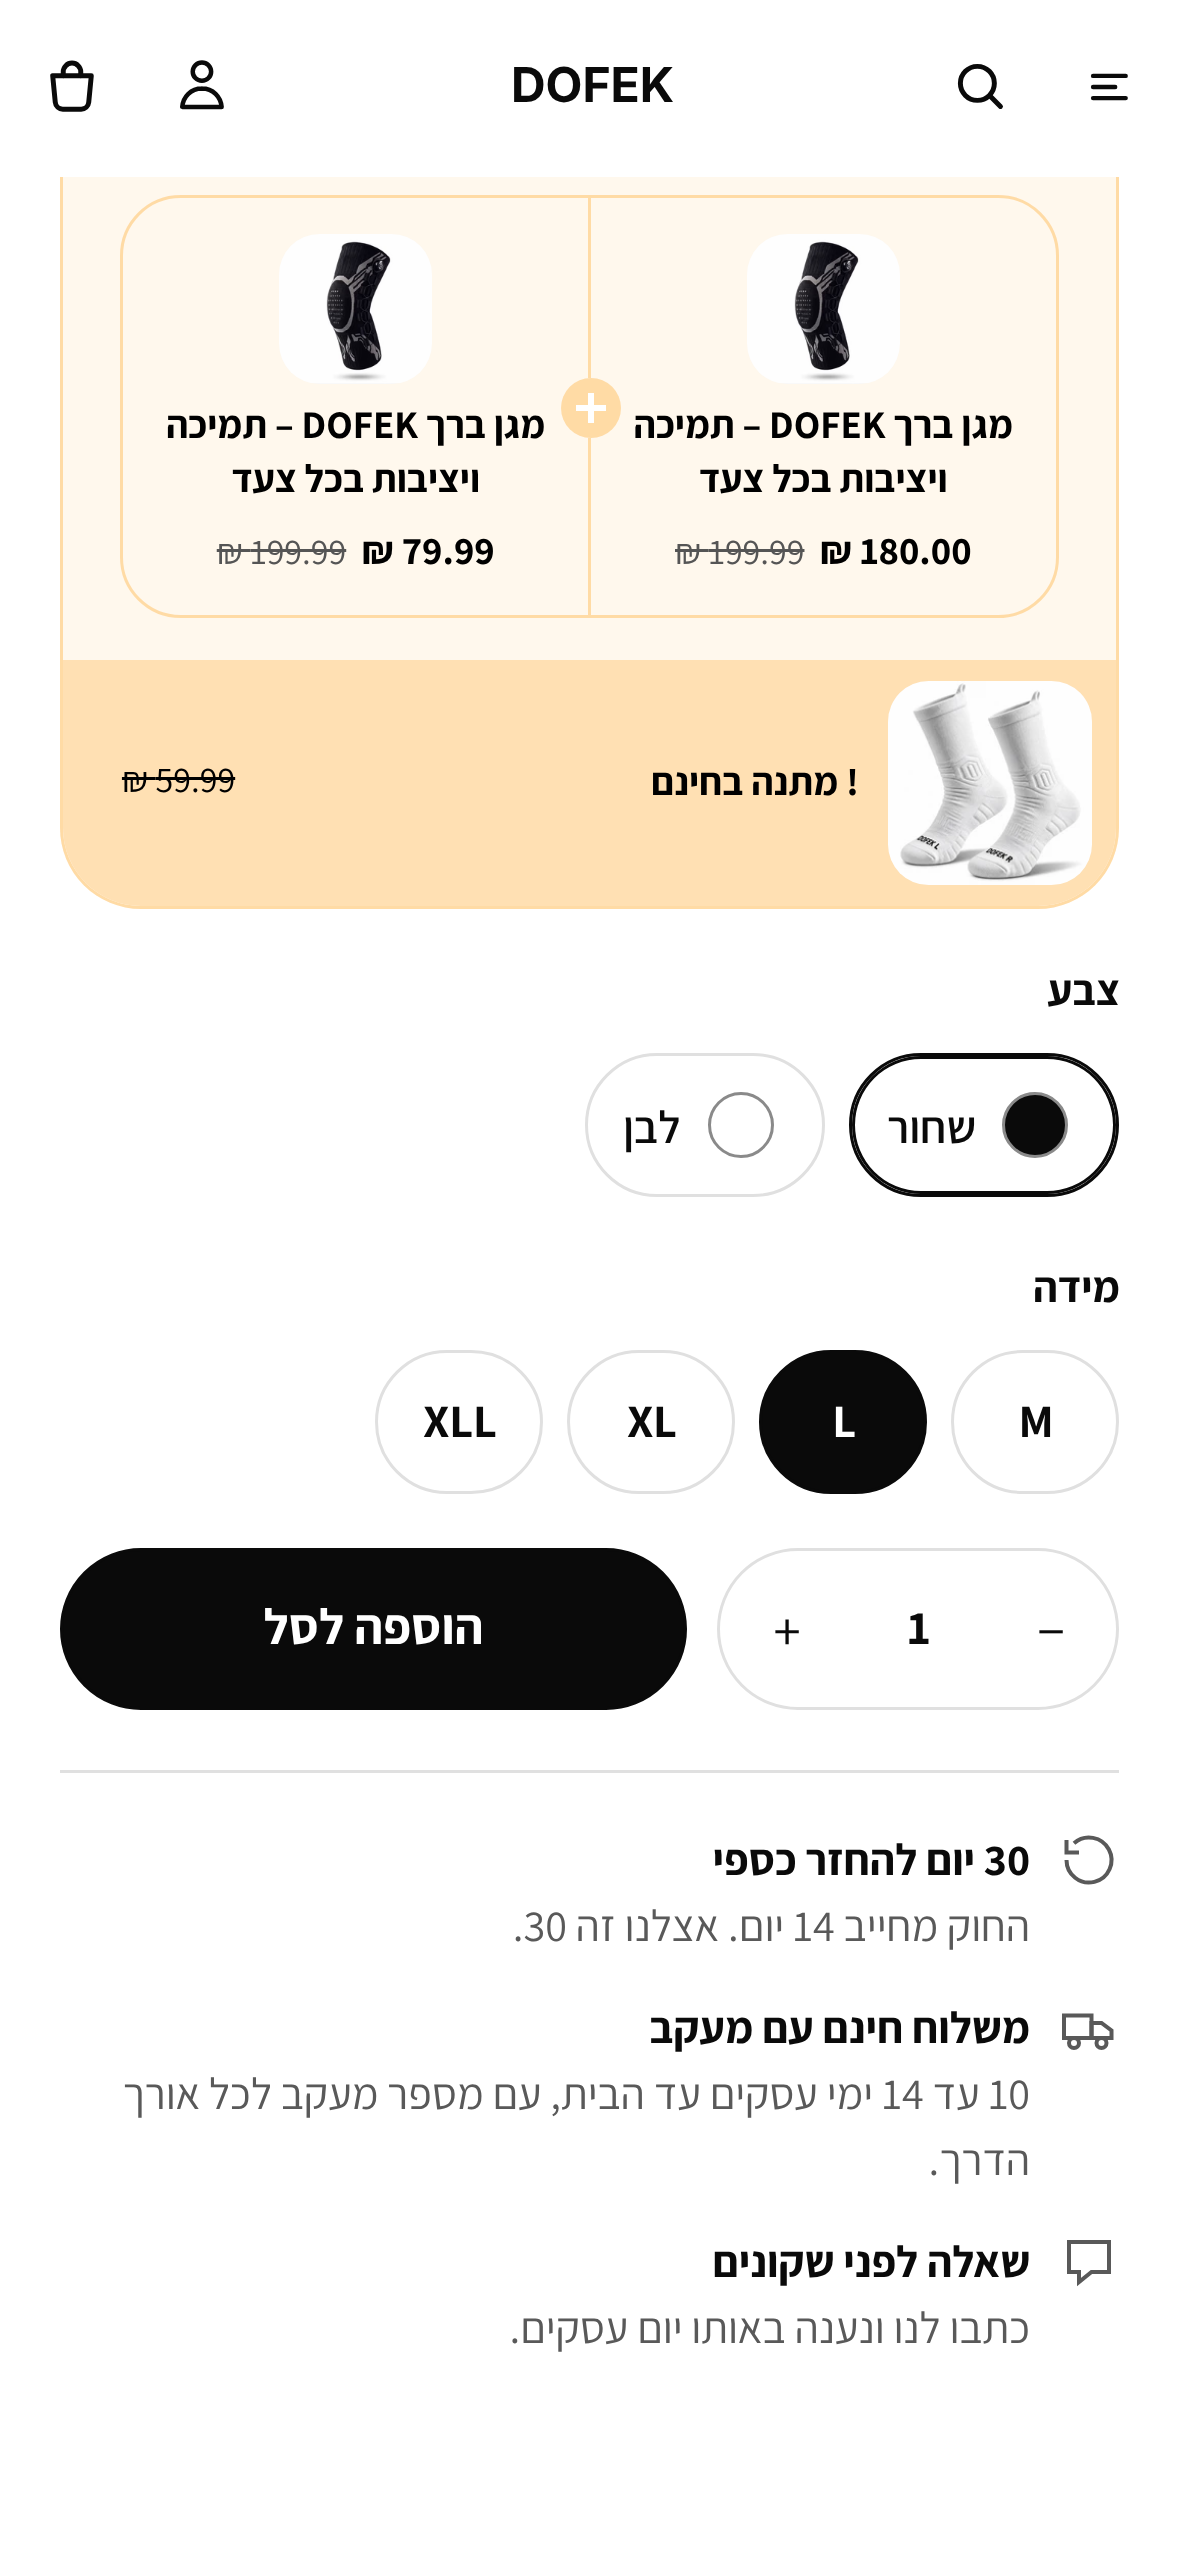 DOFEK
מגן ברך DOFEK – תמיכה
ויציבות בכל צעד
180.00 ₪ 199.99 ₪
+
מגן ברך DOFEK – תמיכה
ויציבות בכל צעד
79.99 ₪ 199.99 ₪
DOFEK L
DOFEK R
! מתנה בחינם
59.99 ₪
צבע
שחור
לבן
מידה
M
L
XL
XLL
− 1 +
הוספה לסל
30 יום להחזר כספי
החוק מחייב 14 יום. אצלנו זה 30.
משלוח חינם עם מעקב
10 עד 14 ימי עסקים עד הבית, עם מספר מעקב לכל אורך
הדרך.
שאלה לפני שקונים
כתבו לנו ונענה באותו יום עסקים.